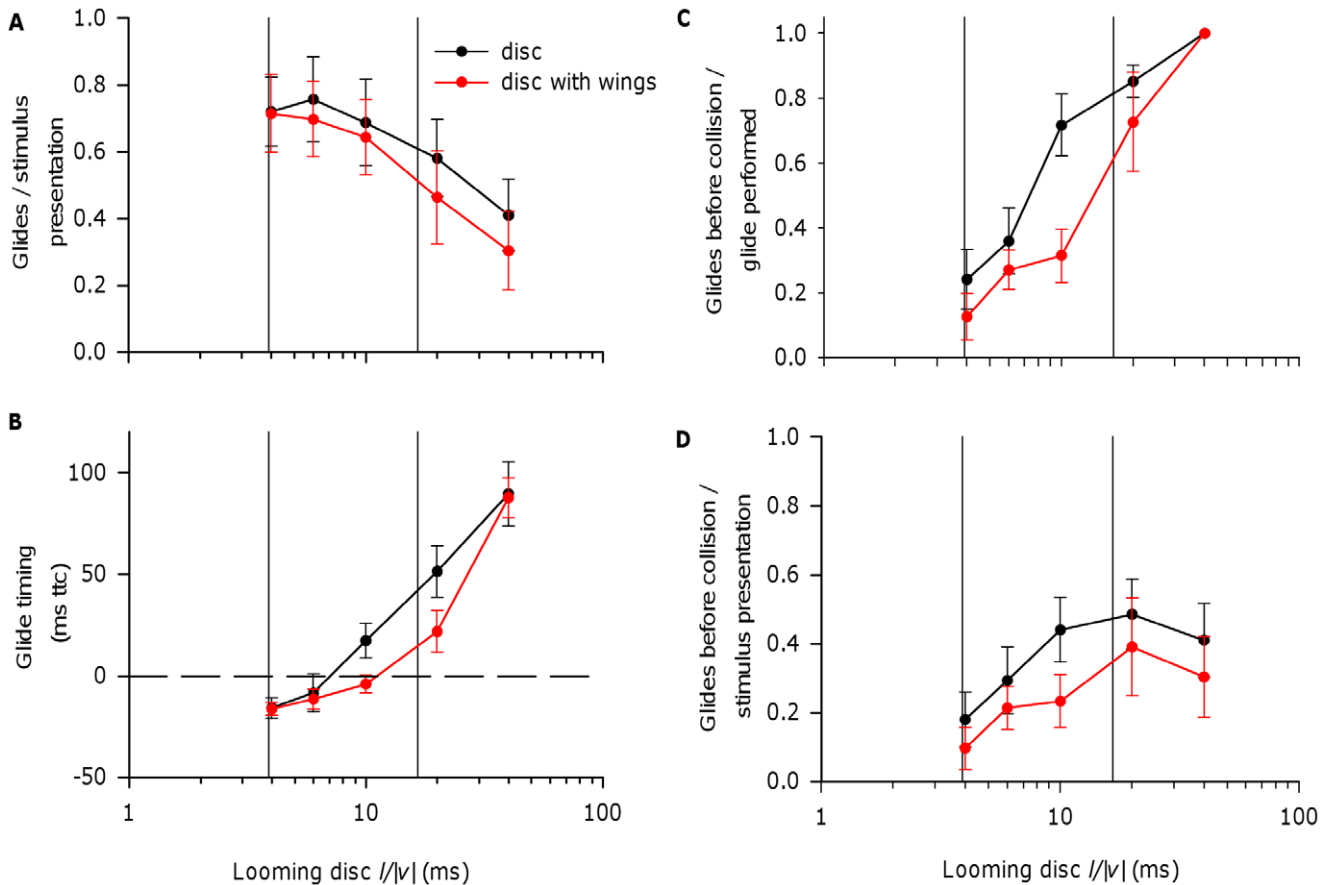 A
Glides / stimulus
presentation
1.0
0.8
0.6
0.4
0.2
0.0
disc
disc with wings
B
Glide timing
(ms ttc)
100
50
0
-50
1
10
100
Looming disc l/|v| (ms)
C
Glides before collision /
glide performed
1.0
0.8
0.6
0.4
0.2
0.0
D
Glides before collision /
stimulus presentation
1.0
0.8
0.6
0.4
0.2
0.0
1
10
100
Looming disc l/|v| (ms)